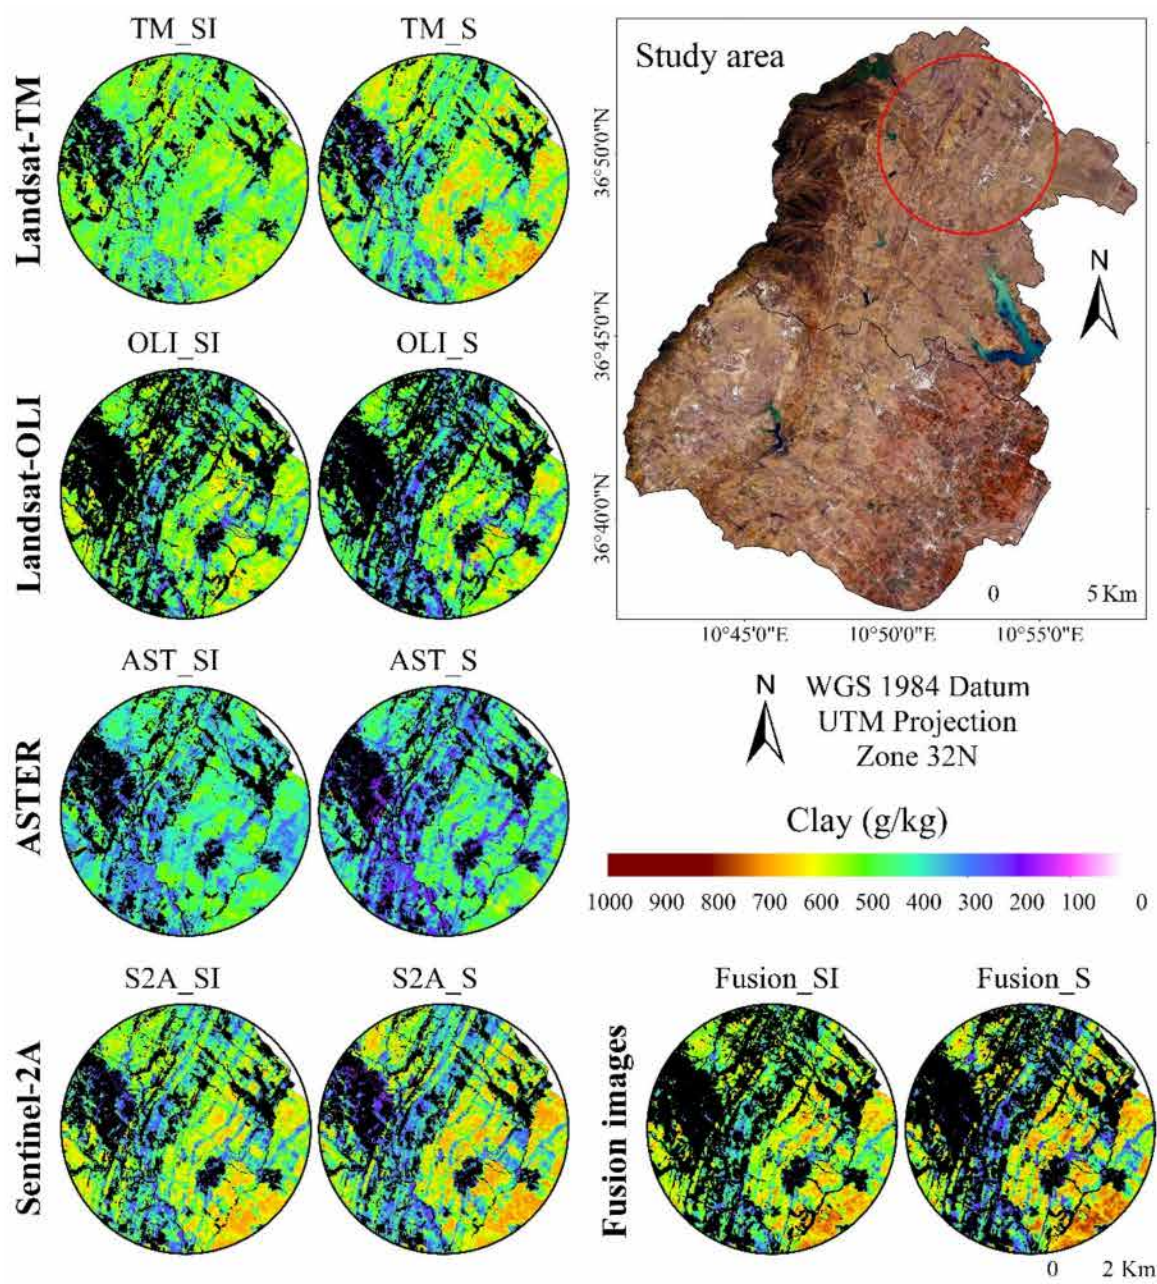 TM_SI
TM_S
Landsat-TM
OLI_SI
OLI_S
Landsat-OLI
AST_SI
AST_S
ASTER
S2A_SI
S2A_S
Sentinel-2A
Study area
36°50'0"N
36°45'0"N
36°40'0"N
N
0 5 Km
10°45'0"E 10°50'0"E 10°55'0"E
N
WGS 1984 Datum
UTM Projection
Zone 32N
Clay (g/kg)
1000 900 800 700 600 500 400 300 200 100 0
Fusion_SI
Fusion_S
Fusion images
0 2 Km